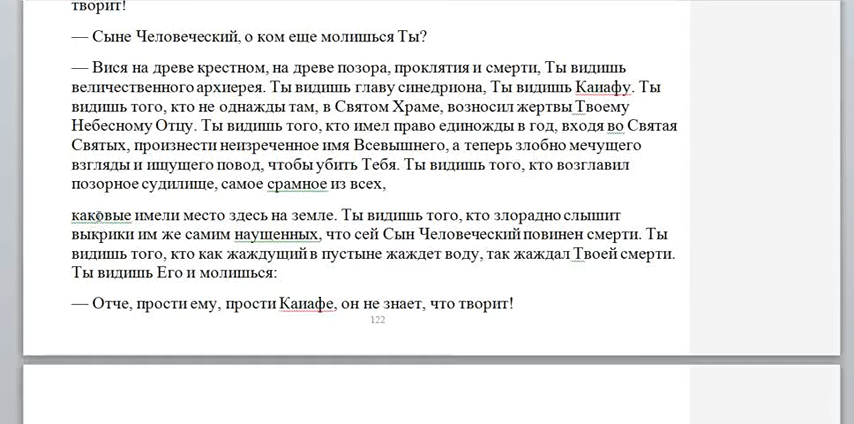 творит!
— Сыне Человеческий, о ком еще молишься Ты?
— Вися на древе крестном, на древе позора, проклятия и смерти, Ты видишь
величественного архиерея. Ты видишь главу синедриона, Ты видишь Каиафу. Ты
видишь того, кто не однажды там, в Святом Храме, возносил жертвы Твоему
Небесному Отцу. Ты видишь того, кто имел право единожды в год, входя во Святая
Святых, произнести неизреченное имя Всевышнего, а теперь злобно мечущего
взгляды и ищущего повод, чтобы убить Тебя. Ты видишь того, кто возглавил
позорное судилище, самое срамное из всех,
каковые имели место здесь на земле. Ты видишь того, кто злорадно слышит
выкрики им же самим наушенных, что сей Сын Человеческий повинен смерти. Ты
видишь того, кто как жаждущий в пустыне жаждет воду, так жаждал Твоей смерти.
Ты видишь Его и молишься:
— Отче, прости ему, прости Каиафе, он не знает, что творит!
122